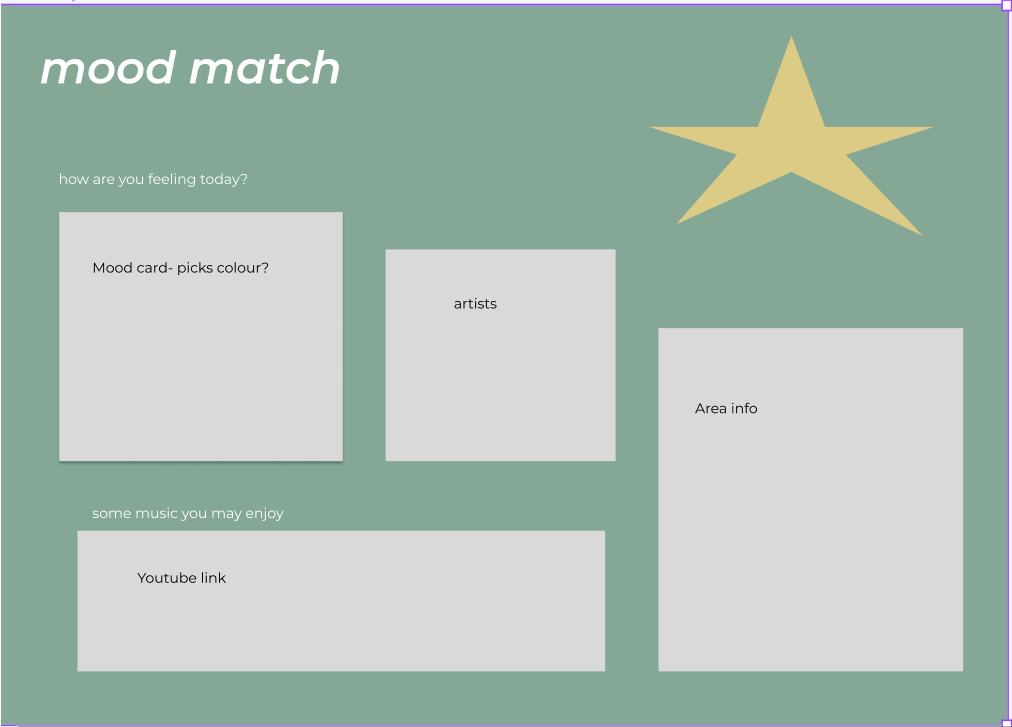 mood match
how are you feeling today?
Mood card- picks colour?
artists
Area info
some music you may enjoy
Youtube link